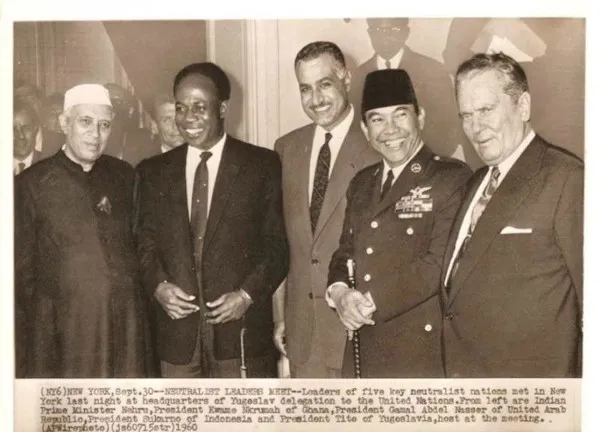 (NY6)NEW YORK,Sept.30--NEUTRALIST LEADERS MEET--Leaders of five key neutralist nations met in New
York last night at headquarters of Yugoslav delegation to the United Nations.From left are Indian
Prime Minister Nehru,President Kwame Nkrumah of Ghana,President Gamal Abdel Nasser of United Arab
Republic,President Sukarno of Indonesia and President Tito of Yugoslavia,host at the meeting.
(APWirephoto)(js60715str)1960